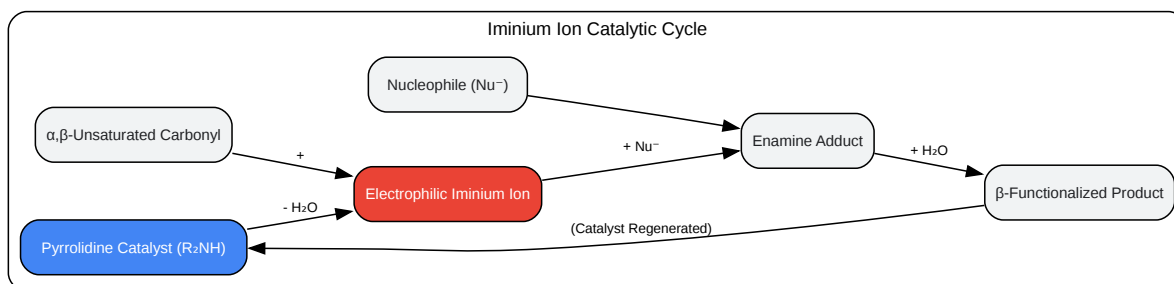 Iminium Ion Catalytic Cycle
Nucleophile (Nu⁻)
α,β-Unsaturated Carbonyl
+
Electrophilic Iminium Ion
- H₂O
Pyrrolidine Catalyst (R₂NH)
+ Nu⁻
Enamine Adduct
+ H₂O
β-Functionalized Product
(Catalyst Regenerated)